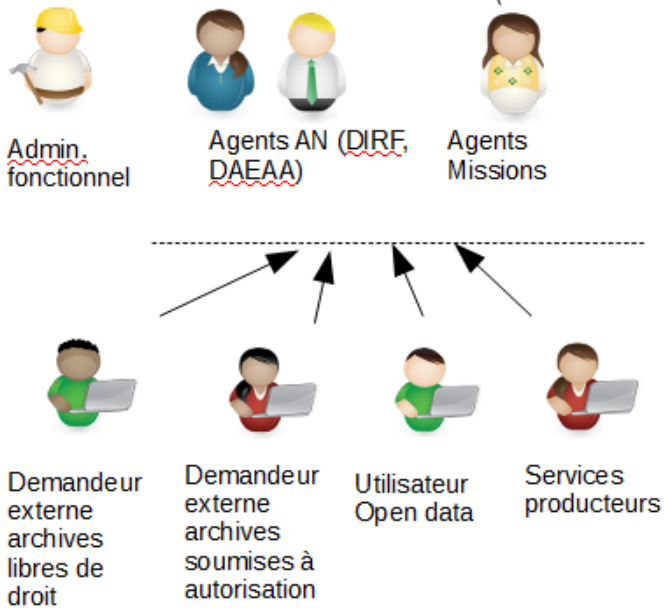 Admin.
fonctionnel
Agents AN (DIRF,
DAEAA)
Agents
Missions
Demandeur
externe
archives
libres de
droit
Demandeur
externe
archives
soumises à
autorisation
Utilisateur
Open data
Services
producteurs